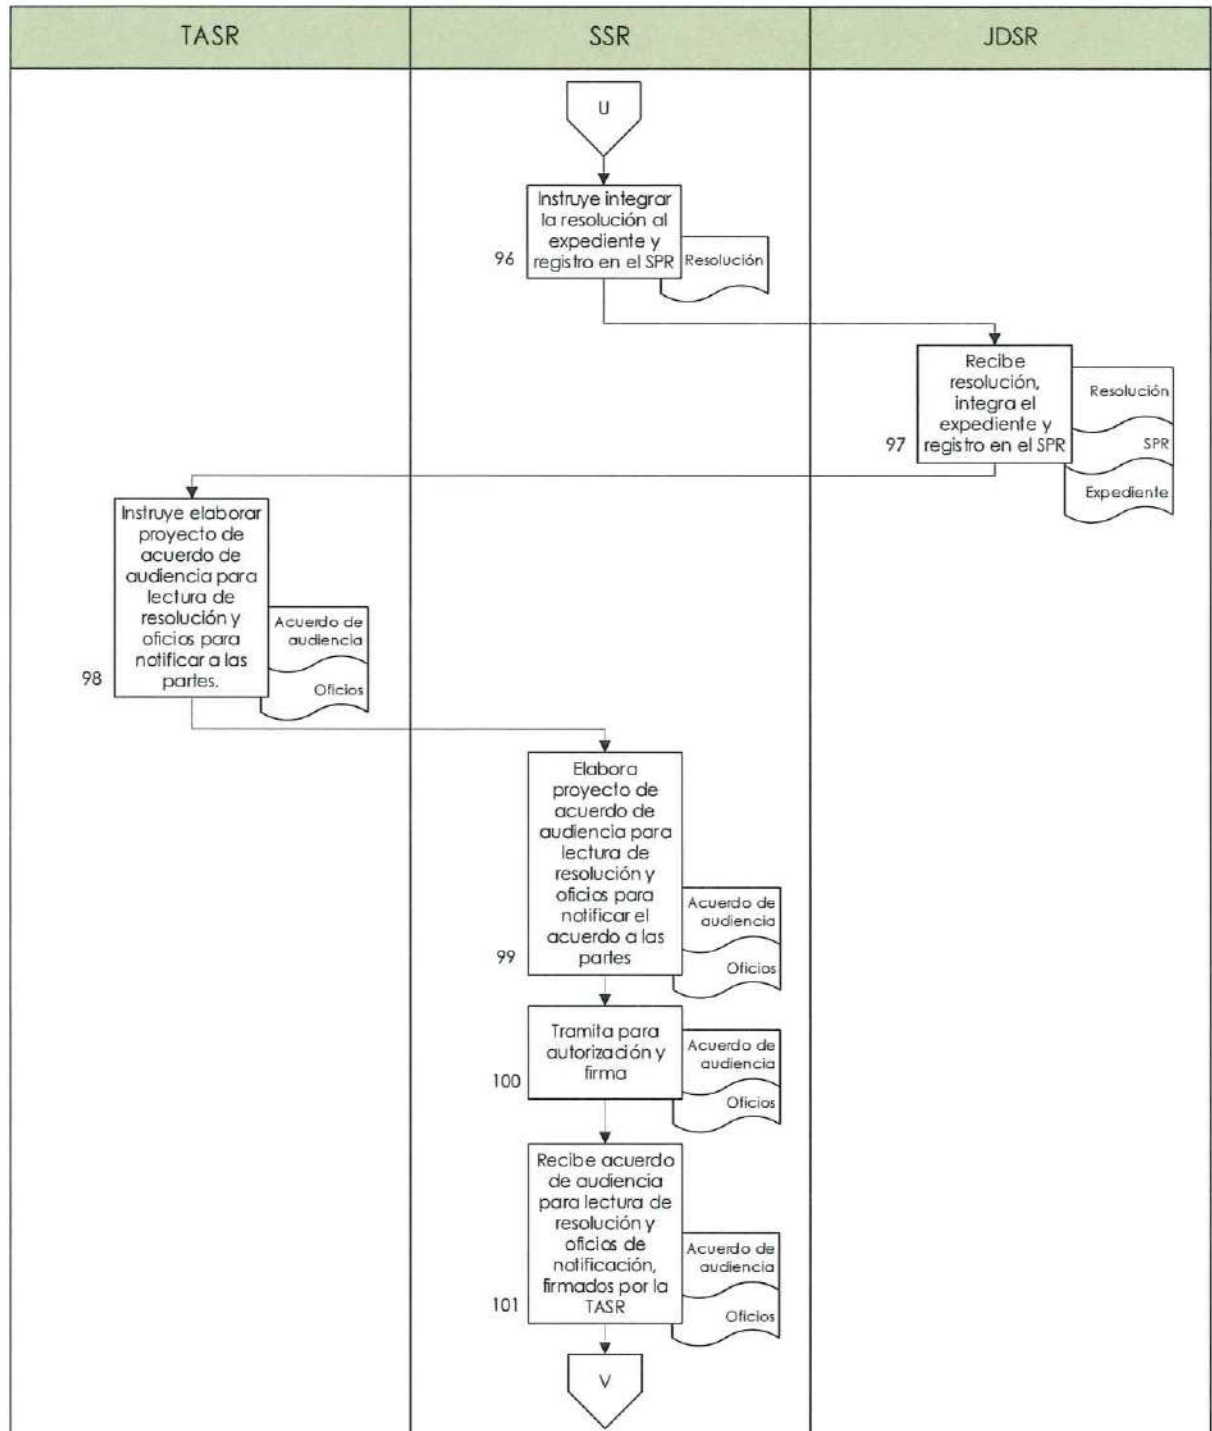 TASR
SSR
JDSR
U
Instruye integrar
la resolución al
expediente y
registro en el SPR
96
Resolución
Recibe
resolución,
integra el
expediente y
registro en el SPR
97
Resolución
SPR
Expediente
Instruye elaborar
proyecto de
acuerdo de
audiencia para
lectura de
resolución y
oficios para
notificar a las
partes.
98
Acuerdo de
audiencia
Oficios
Elabora
proyecto de
acuerdo de
audiencia para
lectura de
resolución y
oficios para
notificar el
acuerdo a las
partes
99
Acuerdo de
audiencia
Oficios
Tramita para
autorización y
firma
100
Acuerdo de
audiencia
Oficios
Recibe acuerdo
de audiencia
para lectura de
resolución y
oficios de
notificación,
firmados por la
TASR
101
Acuerdo de
audiencia
Oficios
V